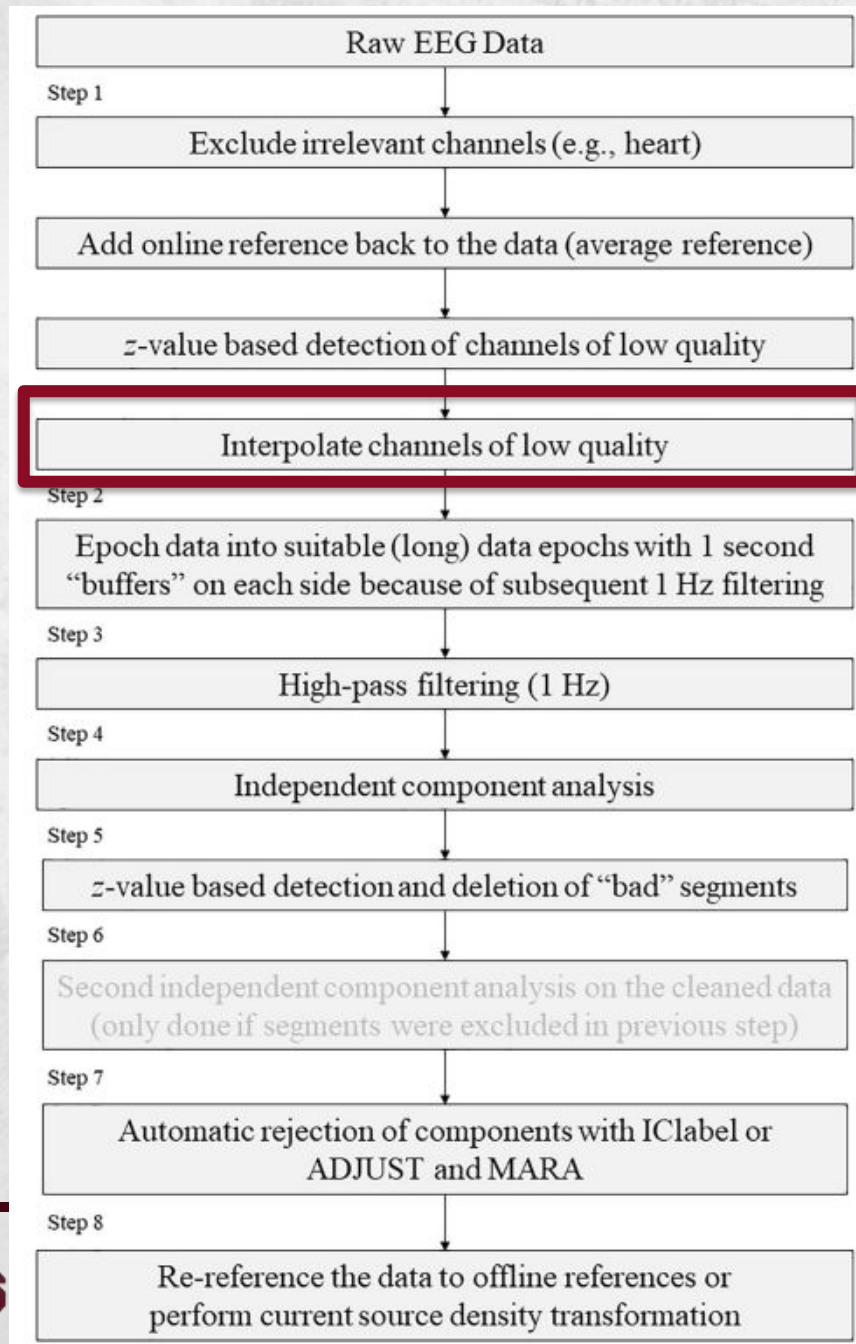 Raw EEG Data
Step 1
Exclude irrelevant channels (e.g., heart)
Add online reference back to the data (average reference)
z-value based detection of channels of low quality
Interpolate channels of low quality
Step 2
Epoch data into suitable (long) data epochs with 1 second
“buffers” on each side because of subsequent 1 Hz filtering
Step 3
High-pass filtering (1 Hz)
Step 4
Independent component analysis
Step 5
z-value based detection and deletion of “bad” segments
Step 6
Second independent component analysis on the cleaned data
(only done if segments were excluded in previous step)
Step 7
Automatic rejection of components with IClabel or
ADJUST and MARA
Step 8
Re-reference the data to offline references or
perform current source density transformation